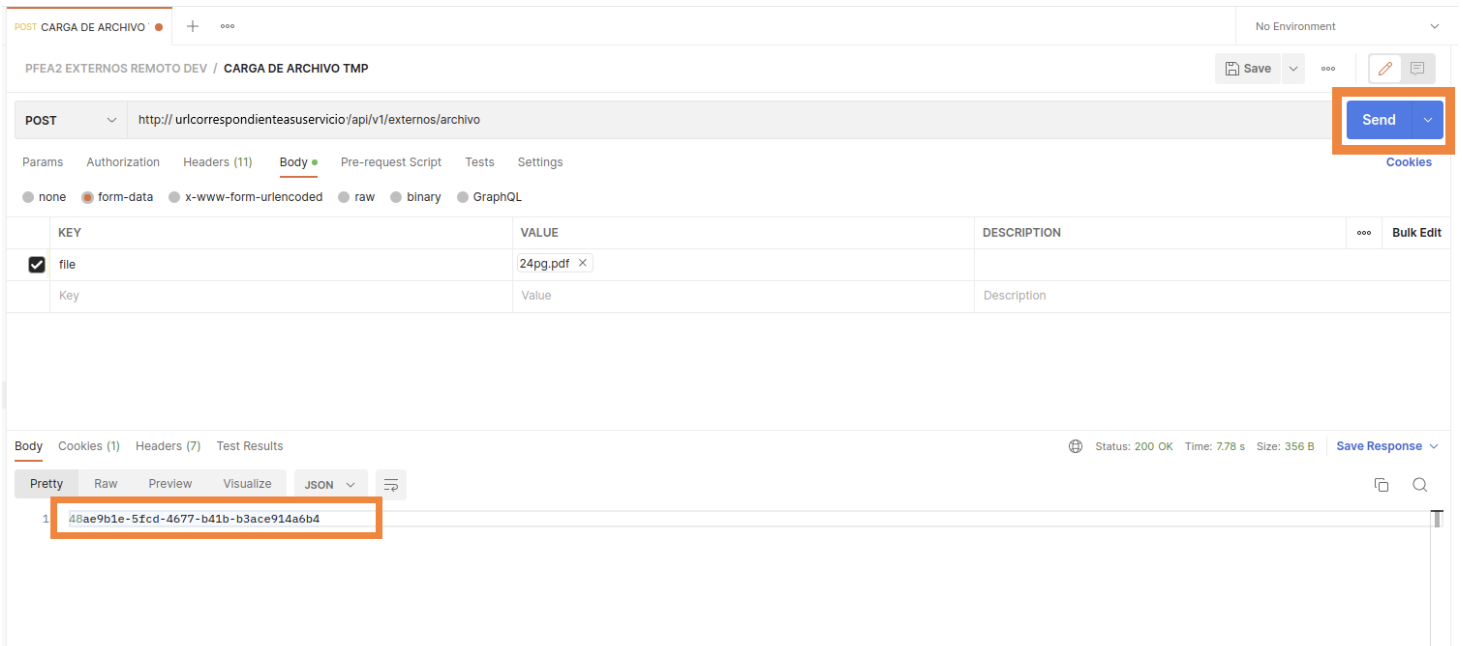 POST CARGA DE ARCHIVO
No Environment
PFEA2 EXTERNOS REMOTO DEV / CARGA DE ARCHIVO TMP
Save
POST http:// urlcorrespondienteasuservicio:/api/v1/externos/archivo Send
Params Authorization Headers (11) Body Pre-request Script Tests Settings Cookies
none form-data x-www-form-urlencoded raw binary GraphQL
KEY VALUE DESCRIPTION Bulk Edit
file 24pg.pdf
Key Value Description
Body Cookies (1) Headers (7) Test Results Status: 200 OK Time: 7.78 s Size: 356 B Save Response
Pretty Raw Preview Visualize JSON
1 48ae9b1e-5fcd-4677-b41b-b3ace914a6b4